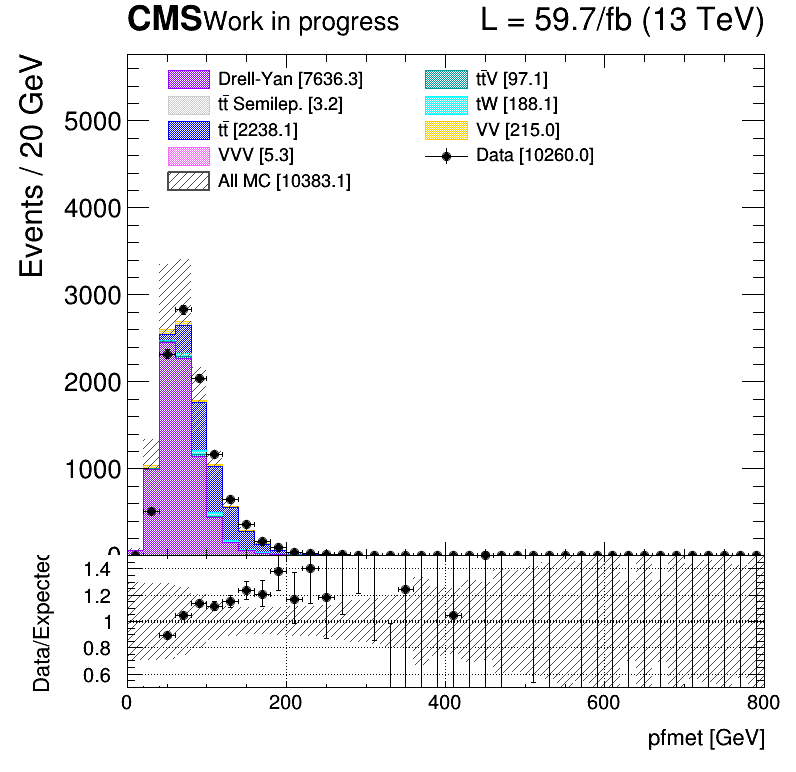 CMS Work in progress L = 59.7/fb (13 TeV)
Drell-Yan [7636.3]
tt̄ Semilep. [3.2]
tt̄ [2238.1]
VVV [5.3]
All MC [10383.1]
tt̄V [97.1]
tW [188.1]
VV [215.0]
Data [10260.0]
Events / 20 GeV
5000
4000
3000
2000
1000
0
Data/Expected
1.4
1.2
1
0.8
0.6
0 200 400 600 800
pfmet [GeV]